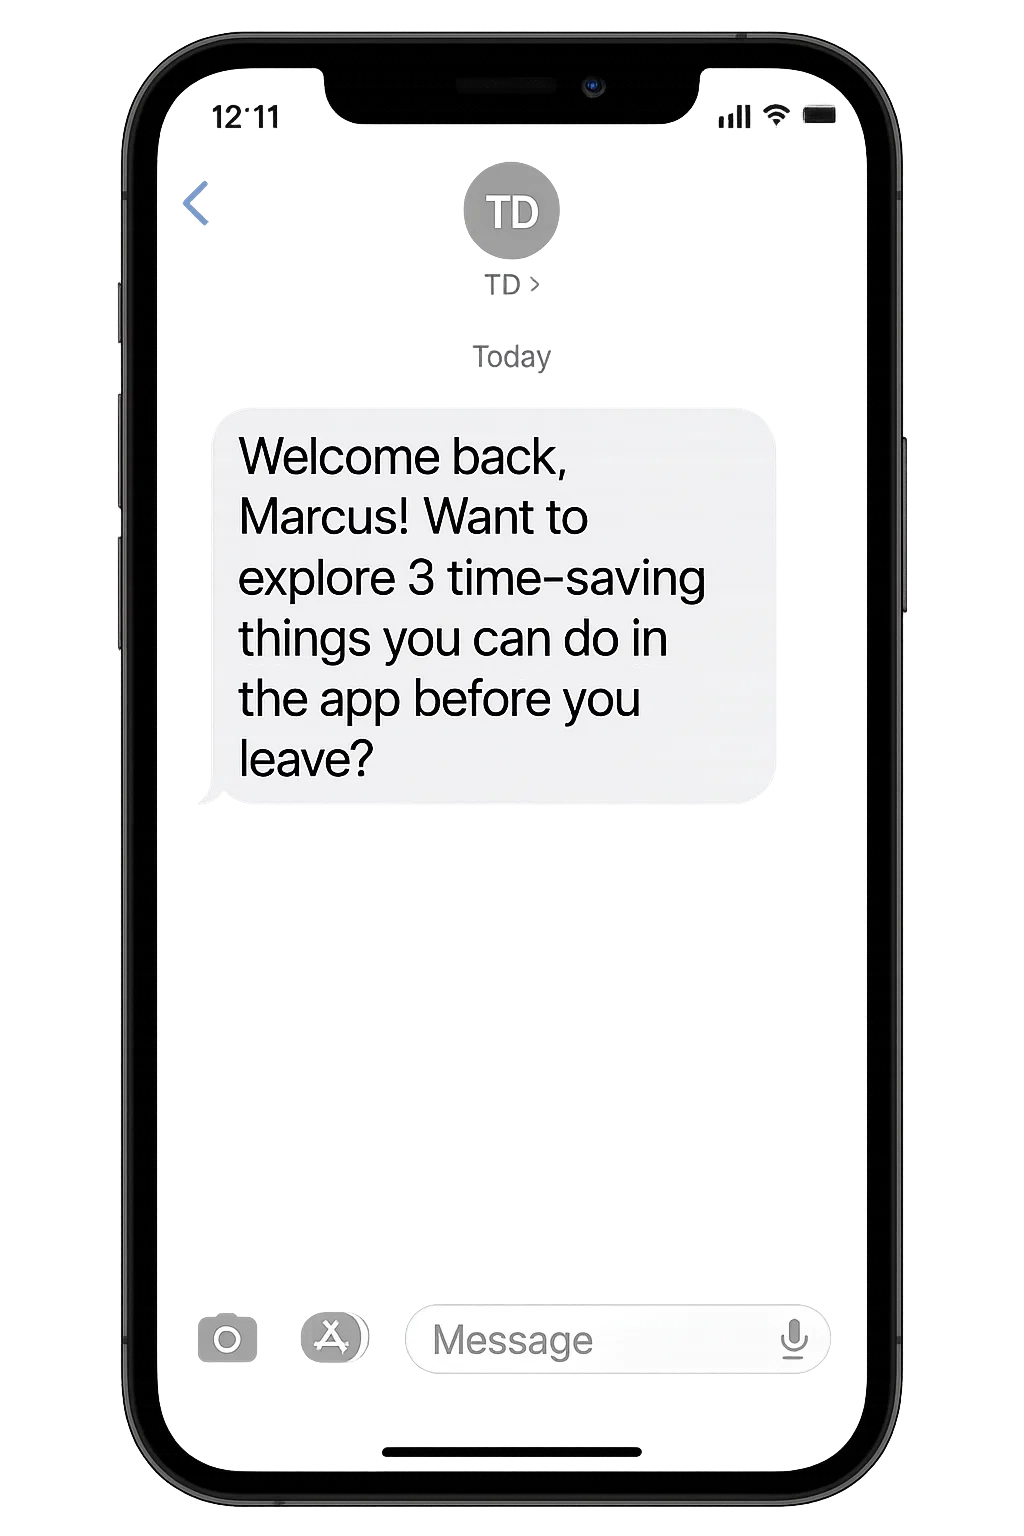 12:11
TD
TD >
Today
Welcome back,
Marcus! Want to
explore 3 time-saving
things you can do in
the app before you
leave?
Message